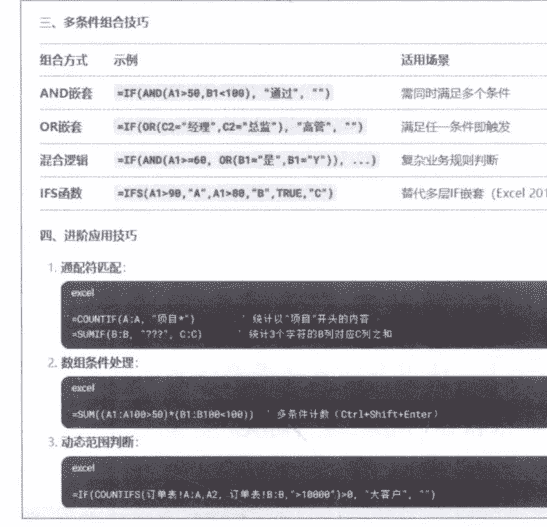 三、多条件组合技巧
组合方式 示例 适用场景
AND嵌套 =IF(AND(A1>50,B1<100), "通过", "") 需同时满足多个条件
OR嵌套 =IF(OR(C2="经理",C2="总监"), "高管", "") 满足任一条件即触发
混合逻辑 =IF(AND(A1>=60, OR(B1="是",B1="Y")), ...) 复杂业务规则判断
IFS函数 =IFS(A1>90,"A",A1>80,"B",TRUE,"C") 替代多层IF嵌套（Excel 201
四、进阶应用技巧
1. 通配符匹配：
excel
=COUNTIF(A:A, "项目*") ' 统计以"项目"开头的内容
=SUMIF(B:B, "???", C:C) ' 统计3个字符的B列对应C列之和
2. 数组条件处理：
excel
=SUM((A1:A100>50)*(B1:B100<100)) ' 多条件计数（Ctrl+Shift+Enter）
3. 动态范围判断：
excel
=IF(COUNTIFS(订单表!A:A,A2, 订单表!B:B,">10000")>0, "大客户", "")